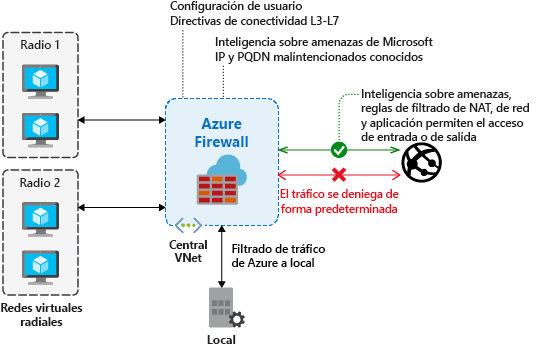 Configuración de usuario
Directivas de conectividad L3-L7
Radio 1
Inteligencia sobre amenazas de Microsoft
IP y PQDN malintencionados conocidos
Azure
Firewall
Inteligencia sobre amenazas,
reglas de filtrado de NAT, de red
y aplicación permiten el acceso
de entrada o de salida
Radio 2
El tráfico se deniega de
forma predeterminada
Central
VNet
Filtrado de tráfico
de Azure a local
Redes virtuales
radiales
Local